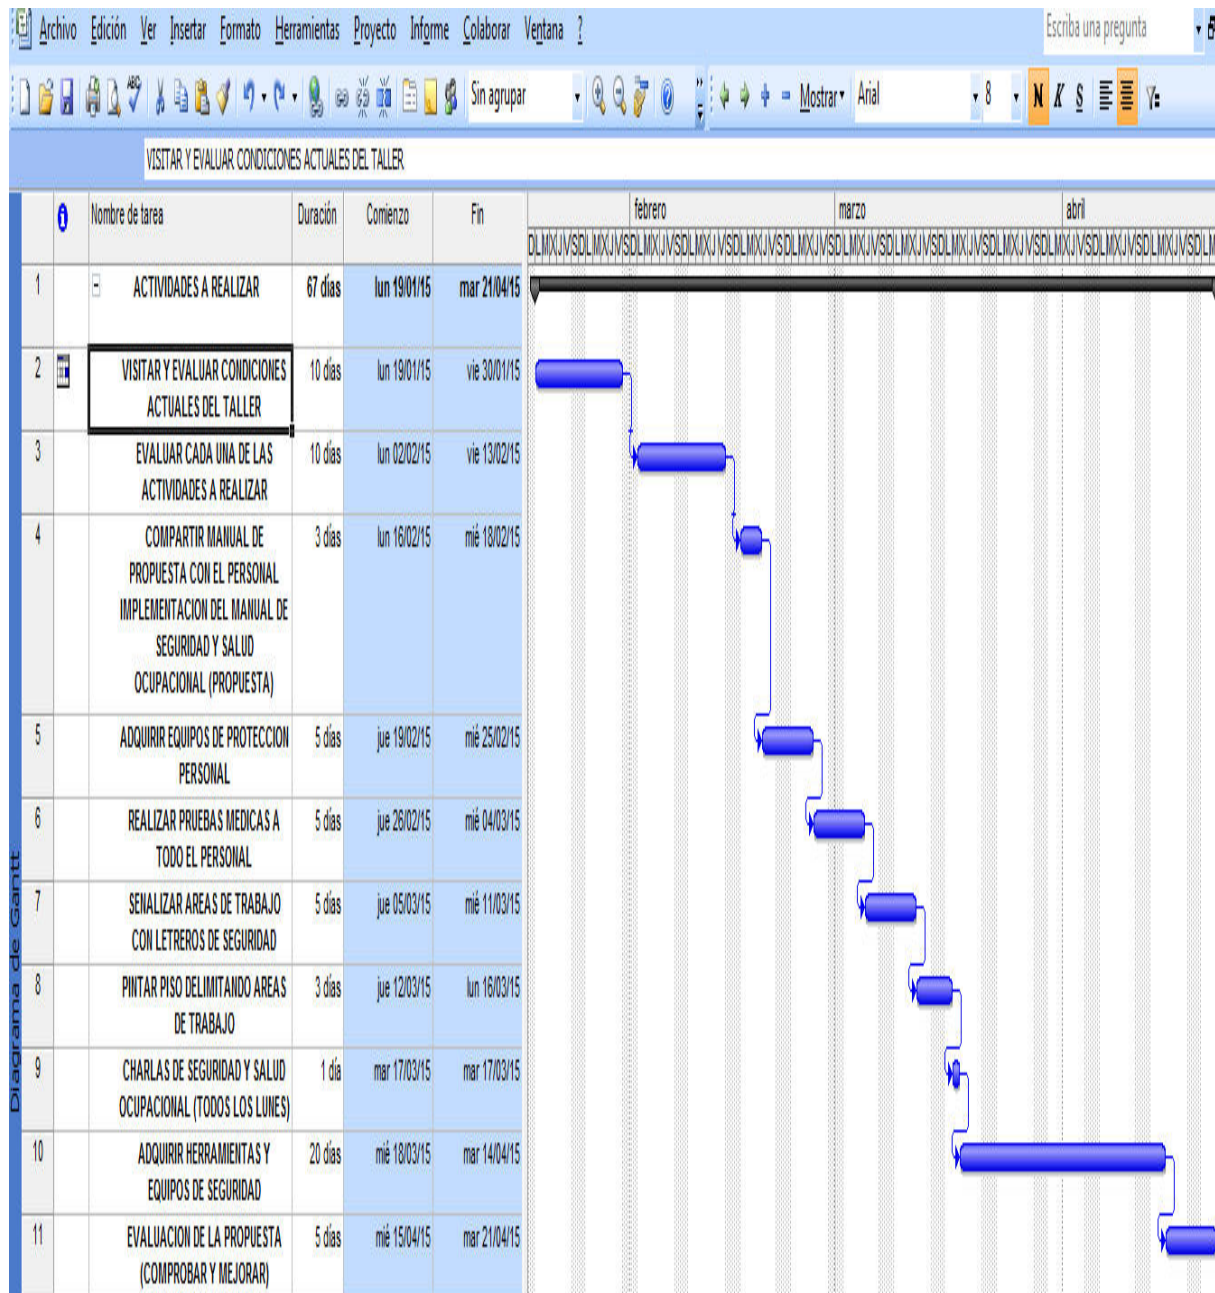 Archivo Edición Ver Insertar Formato Herramientas Proyecto Informe Colaborar Ventana ? Escriba una pregunta
Sin agrupar Mostrar Arial 8 N K S
VISITAR Y EVALUAR CONDICIONES ACTUALES DEL TALLER
Nombre de tarea Duración Comienzo Fin febrero marzo abril
DLMXJVSDLMXJVSDLMXJVSDLMXJVSDLMXJVSDLMXJVSDLMXJVSDLMXJVSDLMXJVSDLMXJVSDLMXJVSDLMXJVSDLMXJVSDLM
1 ACTIVIDADES A REALIZAR 67 días lun 19/01/15 mar 21/04/15
2 VISITAR Y EVALUAR CONDICIONES 10 días lun 19/01/15 vie 30/01/15
ACTUALES DEL TALLER
3 EVALUAR CADA UNA DE LAS 10 días lun 02/02/15 vie 13/02/15
ACTIVIDADES A REALIZAR
4 COMPARTIR MANUAL DE 3 días lun 16/02/15 mié 18/02/15
PROPUESTA CON EL PERSONAL
IMPLEMENTACION DEL MANUAL DE
SEGURIDAD Y SALUD
OCUPACIONAL (PROPUESTA)
5 ADQUIRIR EQUIPOS DE PROTECCION 5 días jue 19/02/15 mié 25/02/15
PERSONAL
6 REALIZAR PRUEBAS MEDICAS A 5 días jue 26/02/15 mié 04/03/15
TODO EL PERSONAL
7 SENALIZAR AREAS DE TRABAJO 5 días jue 05/03/15 mié 11/03/15
CON LETREROS DE SEGURIDAD
8 PINTAR PISO DELIMITANDO AREAS 3 días jue 12/03/15 lun 16/03/15
DE TRABAJO
9 CHARLAS DE SEGURIDAD Y SALUD 1 día mar 17/03/15 mar 17/03/15
OCUPACIONAL (TODOS LOS LUNES)
10 ADQUIRIR HERRAMIENTAS Y 20 días mié 18/03/15 mar 14/04/15
EQUIPOS DE SEGURIDAD
11 EVALUACION DE LA PROPUESTA 5 días mié 15/04/15 mar 21/04/15
(COMPROBAR Y MEJORAR)
Diagrama de Gantt